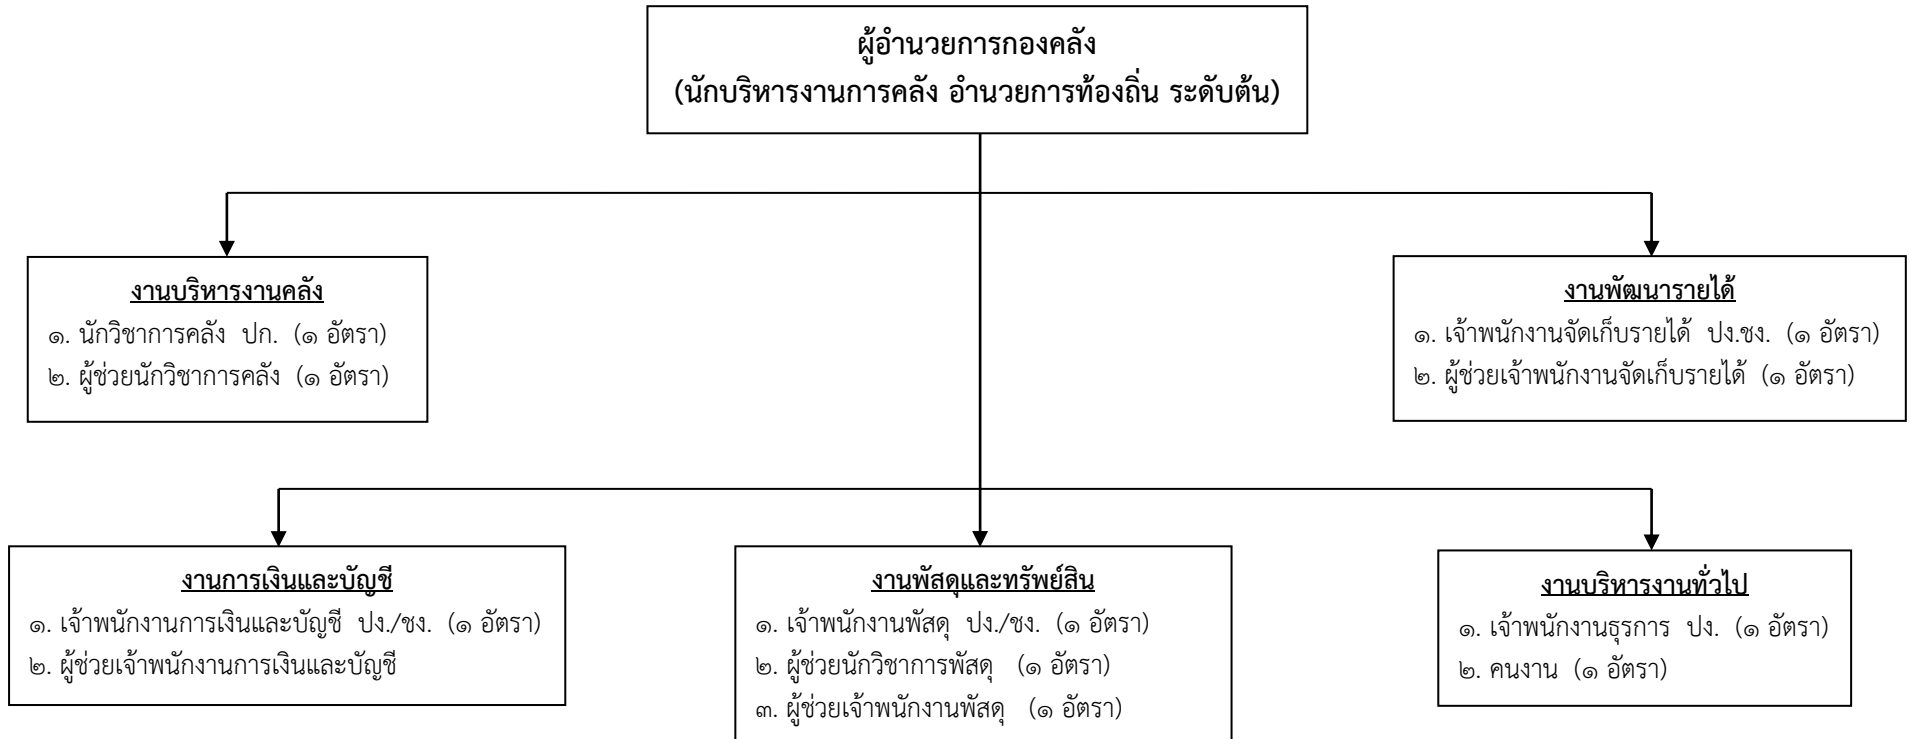 ผู้อำนวยการกองคลัง
(นักบริหารงานการคลัง อำนวยการท้องถิ่น ระดับต้น)
งานบริหารงานคลัง
๑. นักวิชาการคลัง ปก. (๑ อัตรา)
๒. ผู้ช่วยนักวิชาการคลัง (๑ อัตรา)
งานพัฒนารายได้
๑. เจ้าพนักงานจัดเก็บรายได้ ปง.ชง. (๑ อัตรา)
๒. ผู้ช่วยเจ้าพนักงานจัดเก็บรายได้ (๑ อัตรา)
งานการเงินและบัญชี
๑. เจ้าพนักงานการเงินและบัญชี ปง./ชง. (๑ อัตรา)
๒. ผู้ช่วยเจ้าพนักงานการเงินและบัญชี
งานพัสดุและทรัพย์สิน
๑. เจ้าพนักงานพัสดุ ปง./ชง. (๑ อัตรา)
๒. ผู้ช่วยนักวิชาการพัสดุ (๑ อัตรา)
๓. ผู้ช่วยเจ้าพนักงานพัสดุ (๑ อัตรา)
งานบริหารงานทั่วไป
๑. เจ้าพนักงานธุรการ ปง. (๑ อัตรา)
๒. คนงาน (๑ อัตรา)